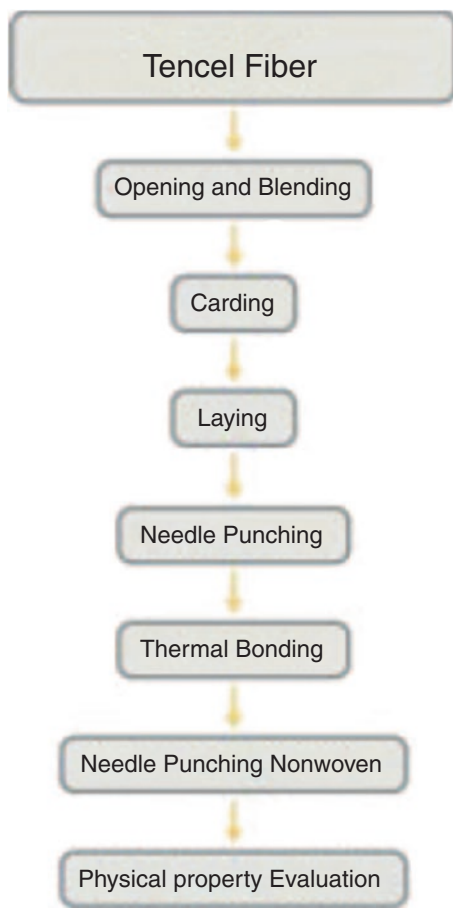 Tencel Fiber
Opening and Blending
Carding
Laying
Needle Punching
Thermal Bonding
Needle Punching Nonwoven
Physical property Evaluation